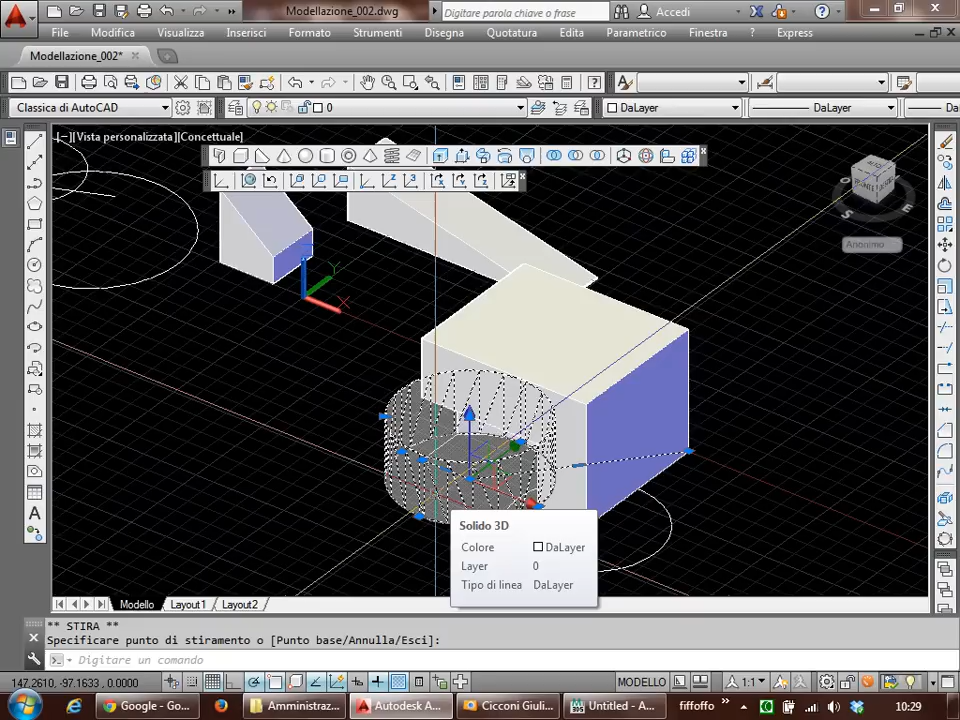 Modellazione_002.dwg
Digitare parola chiave o frase
Accedi
File Modifica Visualizza Inserisci Formato Strumenti Disegna Quotatura Edita Parametrico Finestra ? Express
Modellazione_002*
Classica di AutoCAD
0
DaLayer
DaLayer
[−][Vista personalizzata][Concettuale]
O
S
E
Anonimo
Y
X
Solido 3D
Colore DaLayer
Layer 0
Tipo di linea DaLayer
Modello Layout1 Layout2
** STIRA **
Specificare punto di stiramento o [Punto base/Annulla/Esci]:
Digitare un comando
147.2610, -97.1633, 0.0000
MODELLO
1:1
Google - Go...
Amministraz...
Autodesk A...
Cicconi Giuli...
Untitled - A...
fiffoffo
10:29